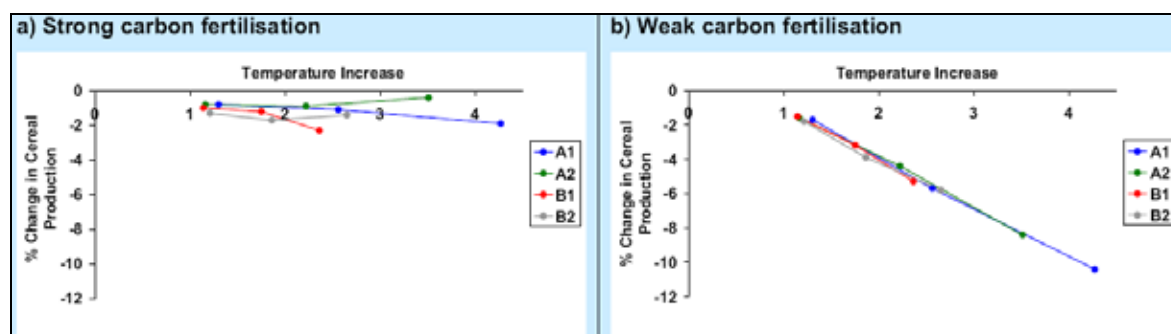 a) Strong carbon fertilisation
Temperature Increase
0
0 1 2 3 4
-2
-4
-6
-8
-10
-12
% Change in Cereal
Production
A1
A2
B1
B2
b) Weak carbon fertilisation
Temperature Increase
0
0 1 2 3 4
-2
-4
-6
-8
-10
-12
% Change in Cereal
Production
A1
A2
B1
B2